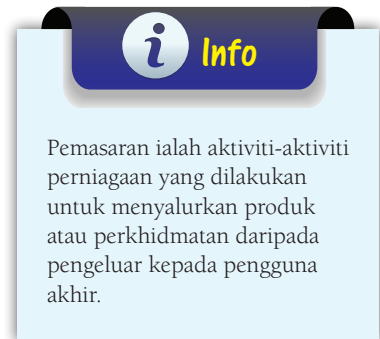 i Info
Pemasaran ialah aktiviti-aktiviti
perniagaan yang dilakukan
untuk menyalurkan produk
atau perkhidmatan daripada
pengeluar kepada pengguna
akhir.